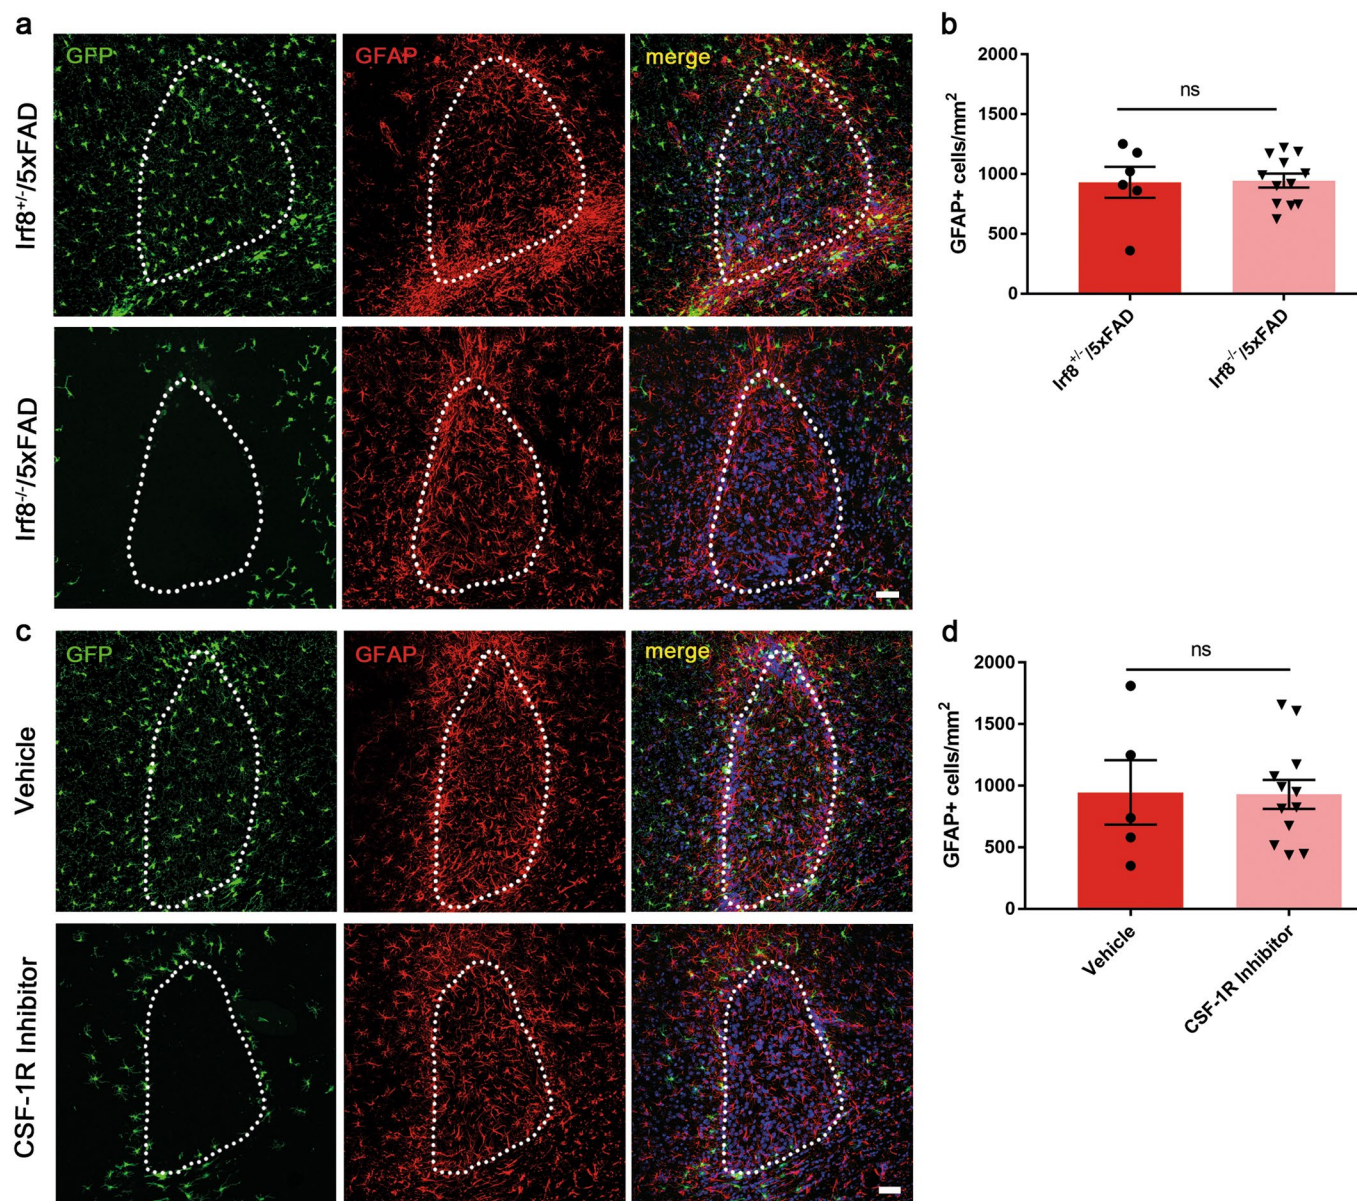 a
GFP
GFAP
merge
Irf8+/-/5xFAD
Irf8-/-/5xFAD
b
2000
1500
1000
500
0
GFAP+ cells/mm2
ns
Irf8+/-/5xFAD
Irf8-/-/5xFAD
c
GFP
GFAP
merge
Vehicle
CSF-1R Inhibitor
d
2000
1500
1000
500
0
GFAP+ cells/mm2
ns
Vehicle
CSF-1R Inhibitor